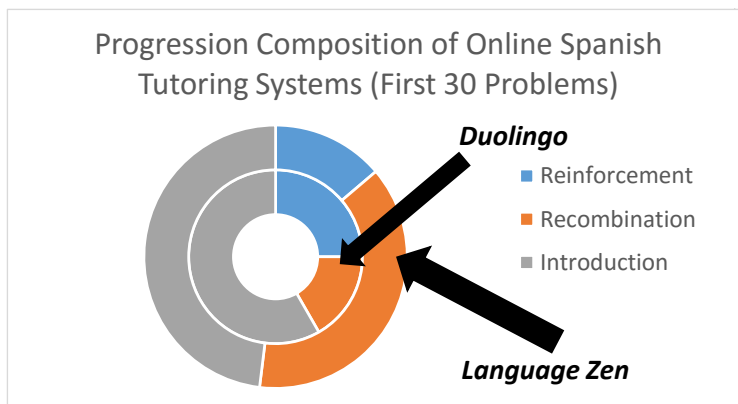 Progression Composition of Online Spanish
Tutoring Systems (First 30 Problems)
Duolingo
Reinforcement
Recombination
Introduction
Language Zen